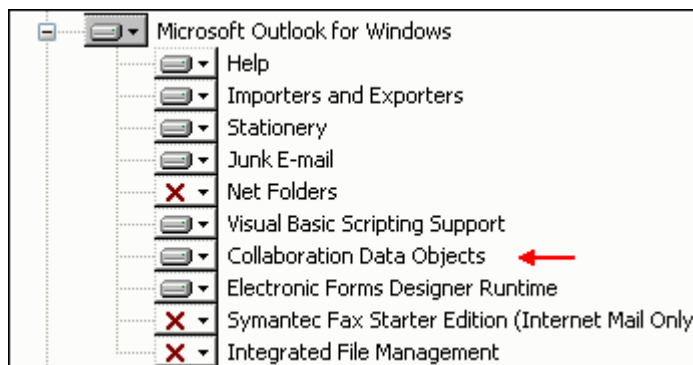 Microsoft Outlook for Windows
Help
Importers and Exporters
Stationery
Junk E-mail
Net Folders
Visual Basic Scripting Support
Collaboration Data Objects
Electronic Forms Designer Runtime
Symantec Fax Starter Edition (Internet Mail Only
Integrated File Management